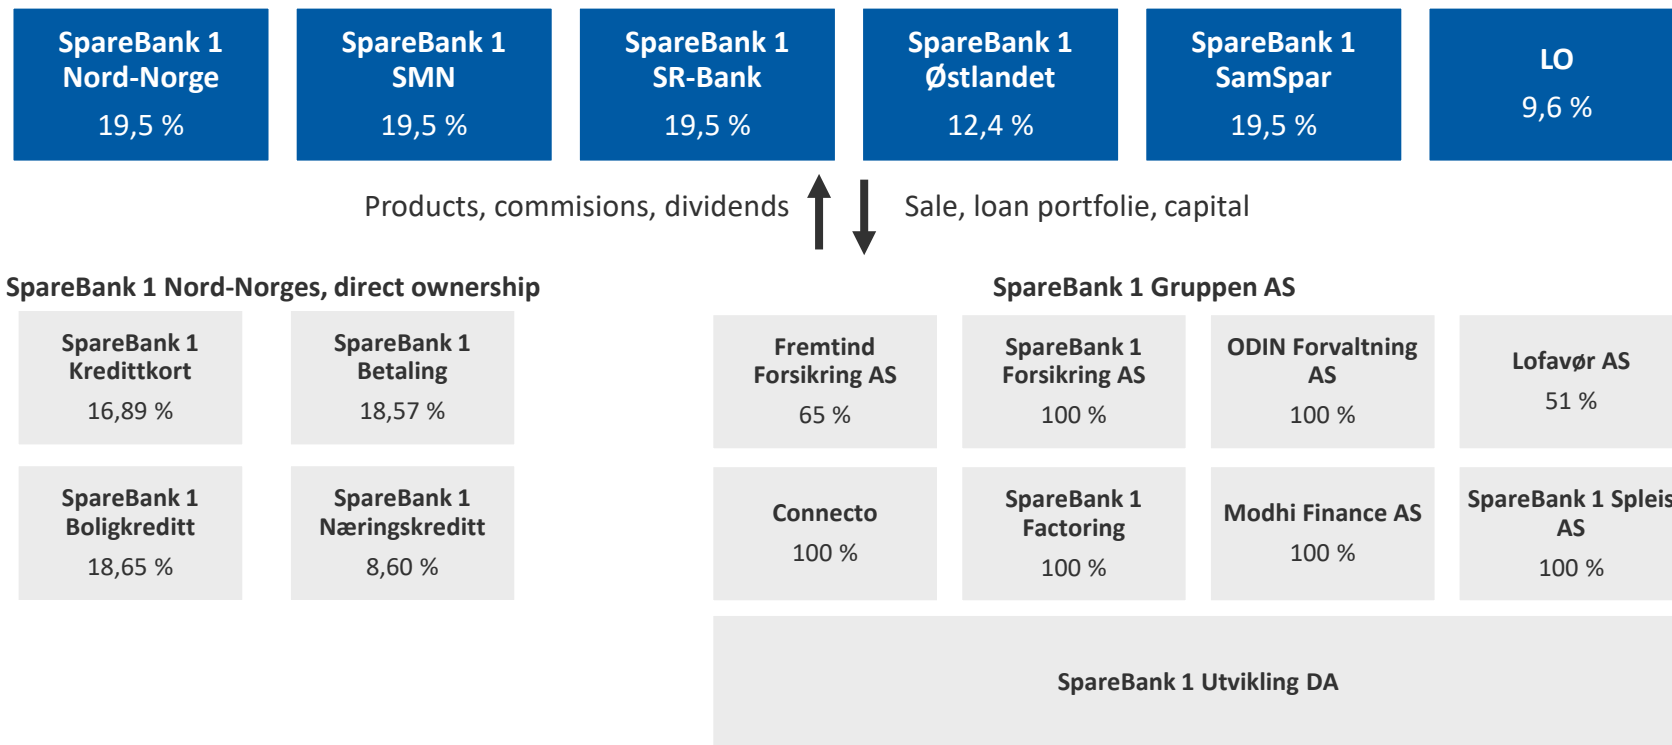 SpareBank 1
Nord-Norge
19,5 %
SpareBank 1
SMN
19,5 %
SpareBank 1
SR-Bank
19,5 %
SpareBank 1
Østlandet
12,4 %
SpareBank 1
SamSpar
19,5 %
LO
9,6 %
Products, commisions, dividends
Sale, loan portfolie, capital
SpareBank 1 Nord-Norges, direct ownership
SpareBank 1
Kredittkort
16,89 %
SpareBank 1
Betaling
18,57 %
SpareBank 1
Boligkreditt
18,65 %
SpareBank 1
Næringskreditt
8,60 %
SpareBank 1 Gruppen AS
Fremtind
Forsikring AS
65 %
SpareBank 1
Forsikring AS
100 %
ODIN Forvaltning
AS
100 %
Lofavør AS
51 %
Connecto
100 %
SpareBank 1
Factoring
100 %
Modhi Finance AS
100 %
SpareBank 1 Spleis
AS
100 %
SpareBank 1 Utvikling DA